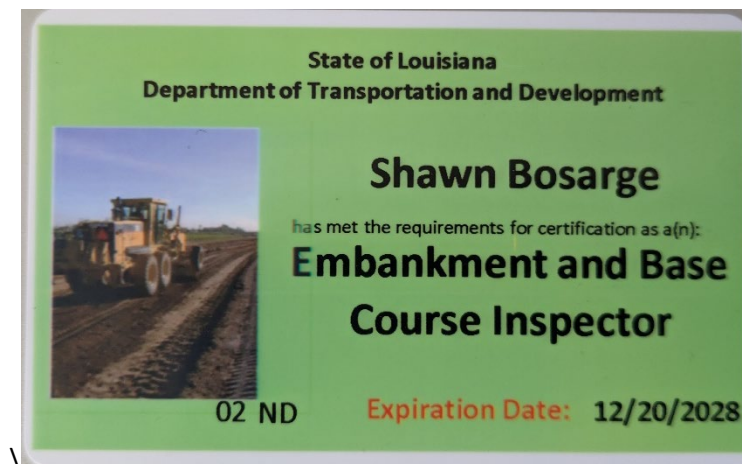 State of Louisiana
Department of Transportation and Development
Shawn Bosarge
has met the requirements for certification as a(n):
Embankment and Base
Course Inspector
02 ND
Expiration Date: 12/20/2028
\